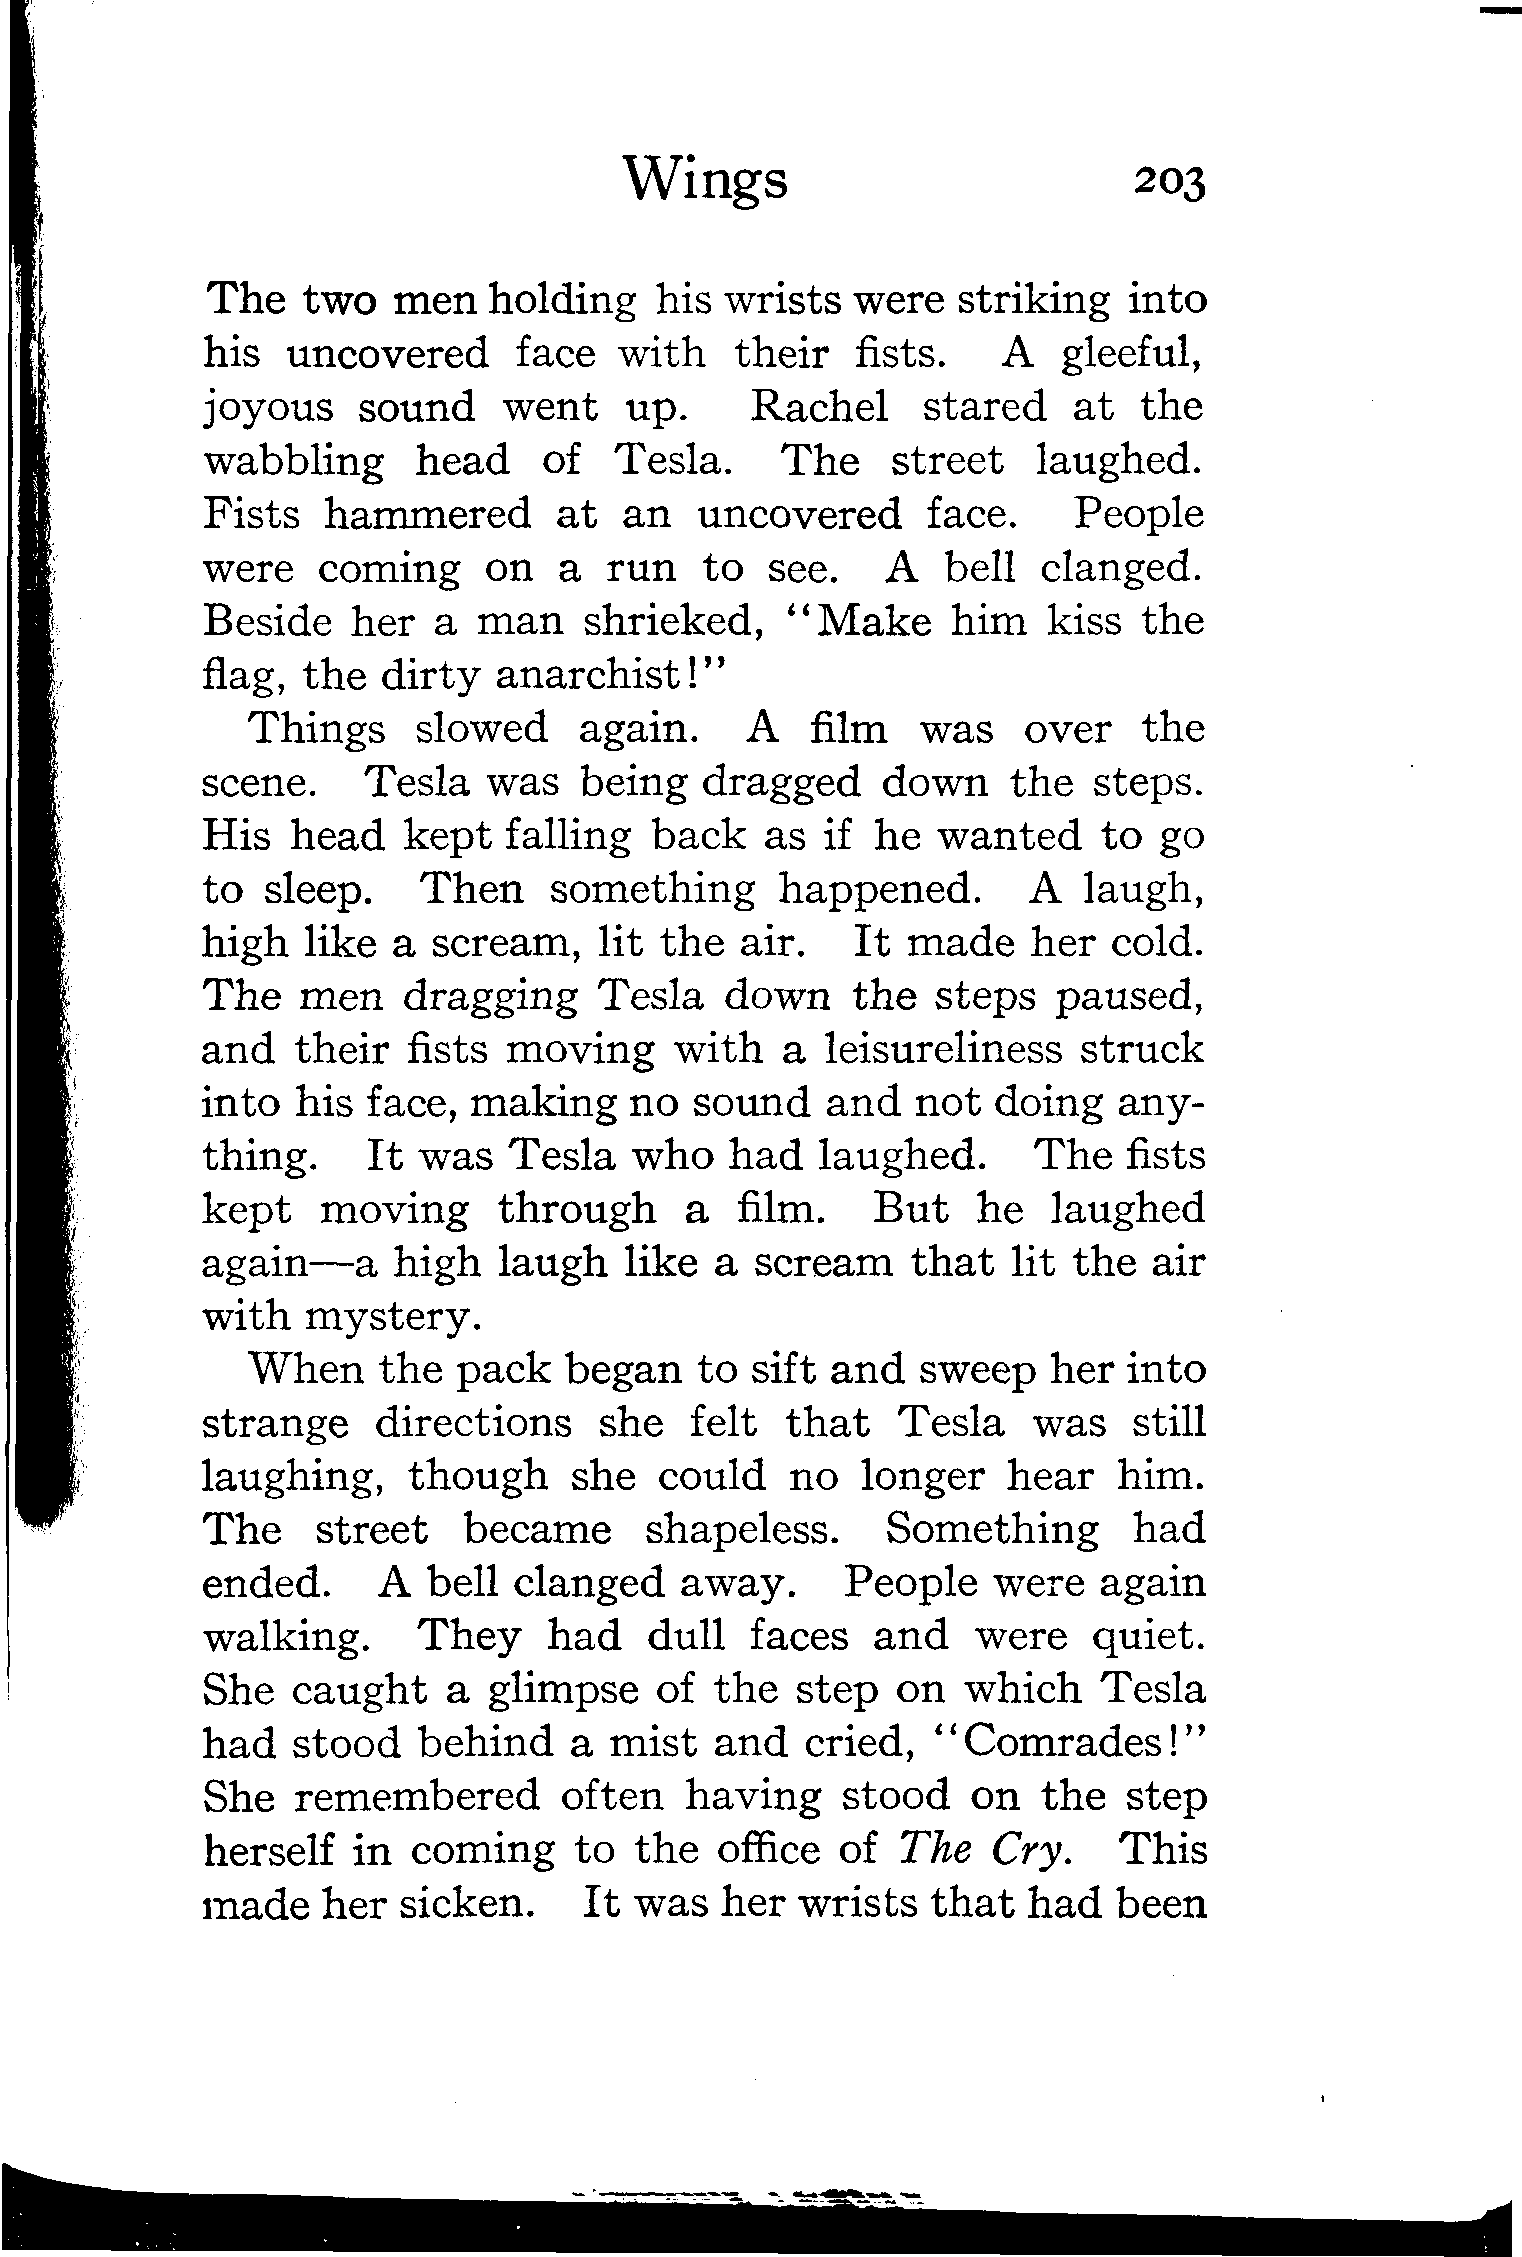 Wings 203
The two men holding his wrists were striking into
his uncovered face with their fists. A gleeful,
joyous sound went up. Rachel stared at the
wabbling head of Tesla. The street laughed.
Fists hammered at an uncovered face. People
were coming on a run to see. A bell clanged.
Beside her a man shrieked, "Make him kiss the
flag, the dirty anarchist!"
Things slowed again. A film was over the
scene. Tesla was being dragged down the steps.
His head kept falling back as if he wanted to go
to sleep. Then something happened. A laugh,
high like a scream, lit the air. It made her cold.
The men dragging Tesla down the steps paused,
and their fists moving with a leisureliness struck
into his face, making no sound and not doing any-
thing. It was Tesla who had laughed. The fists
kept moving through a film. But he laughed
again—a high laugh like a scream that lit the air
with mystery.
When the pack began to sift and sweep her into
strange directions she felt that Tesla was still
laughing, though she could no longer hear him.
The street became shapeless. Something had
ended. A bell clanged away. People were again
walking. They had dull faces and were quiet.
She caught a glimpse of the step on which Tesla
had stood behind a mist and cried, "Comrades!"
She remembered often having stood on the step
herself in coming to the office of The Cry. This
made her sicken. It was her wrists that had been